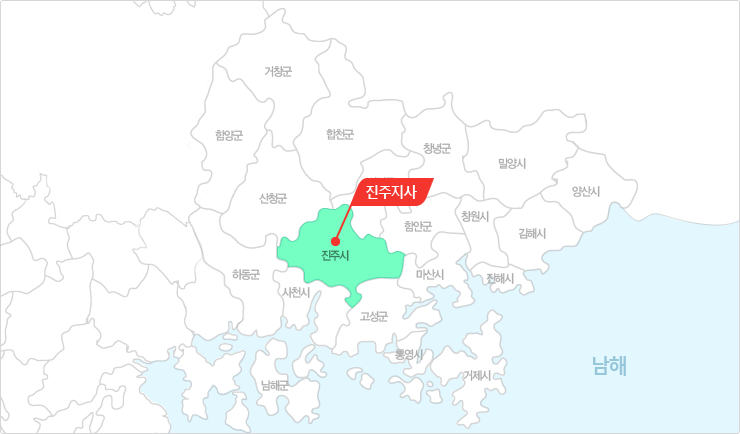 거창군
함양군
합천군
창녕군
밀양시
양산시
산청군
진주지사
창원시
함안군
김해시
진주시
하동군
마산시
진해시
사천시
고성군
통영시
남해
거제시
남해군